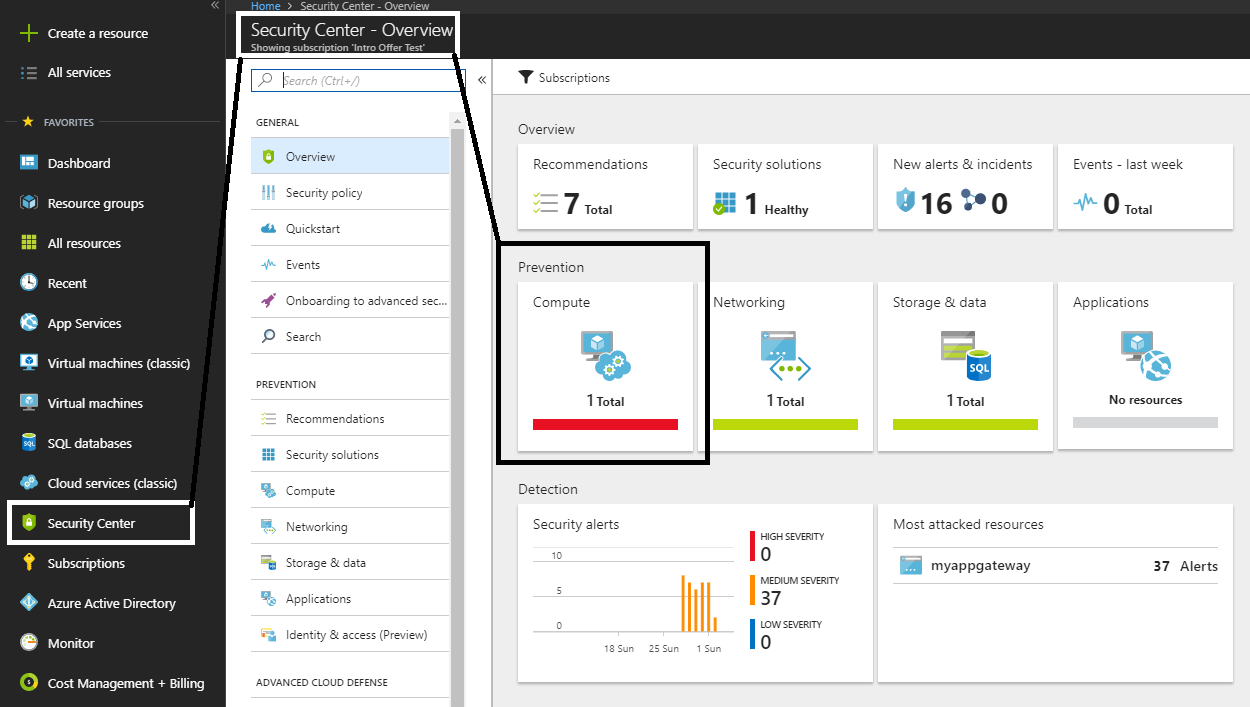 Create a resource
All services
FAVORITES
Dashboard
Resource groups
All resources
Recent
App Services
Virtual machines (classic)
Virtual machines
SQL databases
Cloud services (classic)
Security Center
Subscriptions
Azure Active Directory
Monitor
Cost Management + Billing
Home > Security Center - Overview
Security Center - Overview
Showing subscription 'Intro Offer Test'
Search (Ctrl+/)
GENERAL
Overview
Security policy
Quickstart
Events
Onboarding to advanced sec...
Search
PREVENTION
Recommendations
Security solutions
Compute
Networking
Storage & data
Applications
Identity & access (Preview)
ADVANCED CLOUD DEFENSE
Subscriptions
Overview
Recommendations
7 Total
Security solutions
1 Healthy
New alerts & incidents
16 0
Events - last week
0 Total
Prevention
Compute
1 Total
Networking
1 Total
Storage & data
SQL
1 Total
Applications
No resources
Detection
Security alerts
10
5
0
18 Sun 25 Sun 1 Sun
HIGH SEVERITY
0
MEDIUM SEVERITY
37
LOW SEVERITY
0
Most attacked resources
myappgateway 37 Alerts